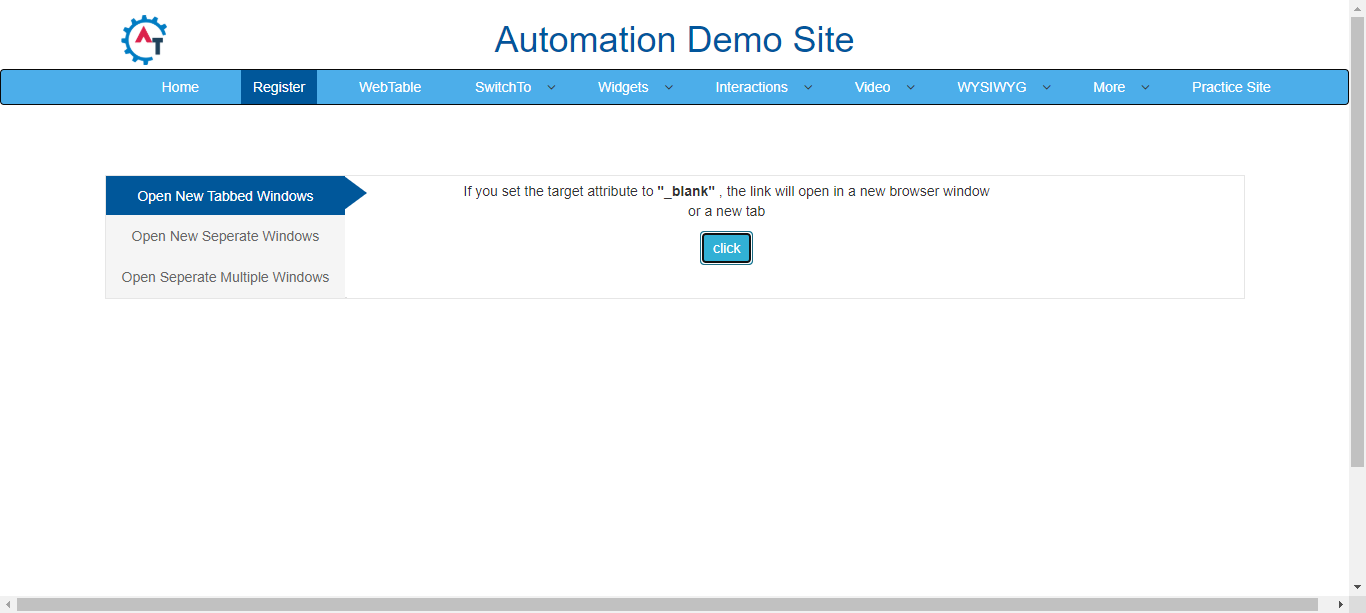 AT
Automation Demo Site
Home Register WebTable SwitchTo Widgets Interactions Video WYSIWYG More Practice Site
Open New Tabbed Windows
Open New Seperate Windows
Open Seperate Multiple Windows
If you set the target attribute to "_blank" , the link will open in a new browser window
or a new tab
click